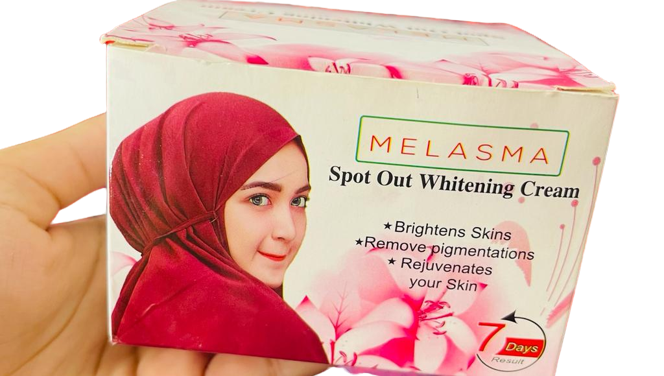 MELASMA
Spot Out Whitening Cream
★Brightens Skins
★Remove pigmentations
★ Rejuvenates
your Skin
7 Days
Result